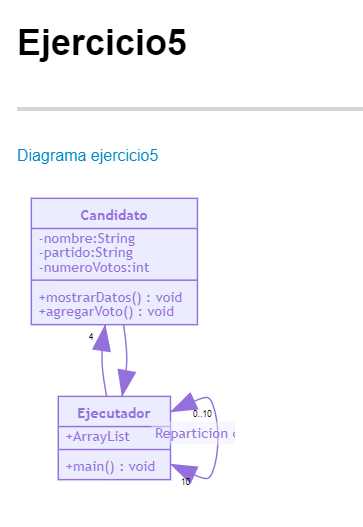 Ejercicio5
Diagrama ejercicio5
Candidato
-nombre:String
-partido:String
-numeroVotos:int
+mostrarDatos() : void
+agregarVoto() : void
4
Ejecutador
+ArrayList
+main() : void
0..10
Reparticion
10